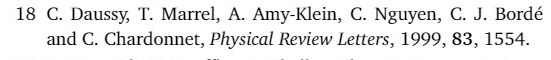 18 C. Daussy, T. Marrel, A. Amy-Klein, C. Nguyen, C. J. Bordé
and C. Chardonnet, Physical Review Letters, 1999, 83, 1554.